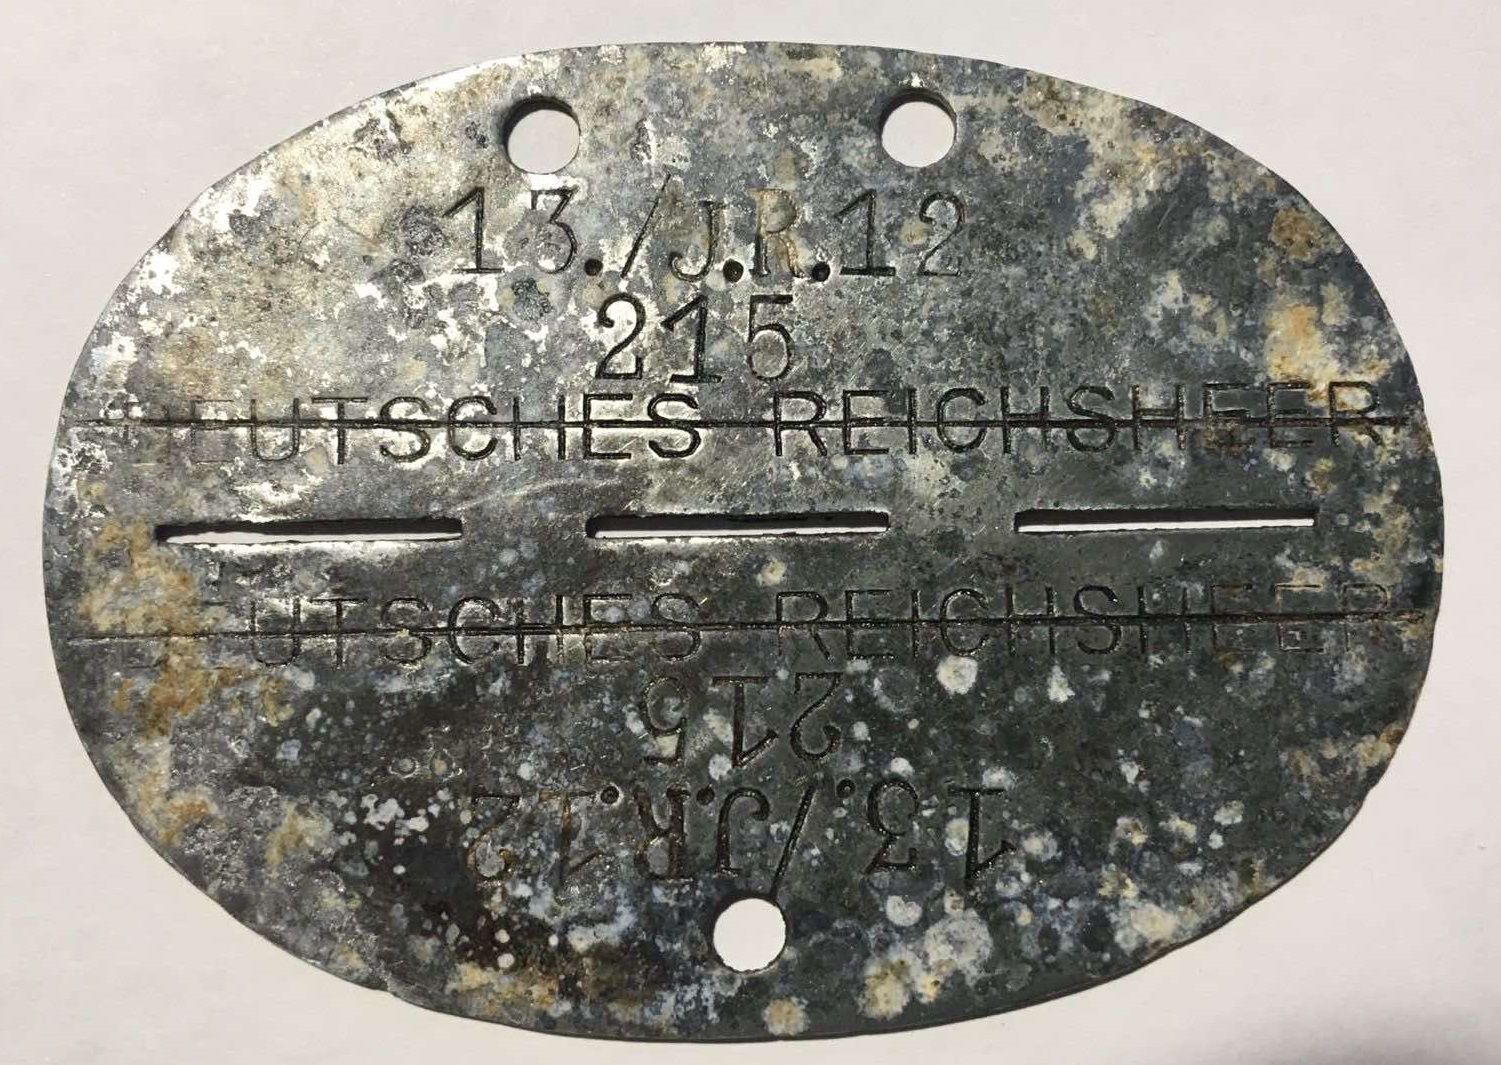 13./J.R.12
215
DEUTSCHES REICHSHEER
DEUTSCHES REICHSHEER
215
13./J.R.12